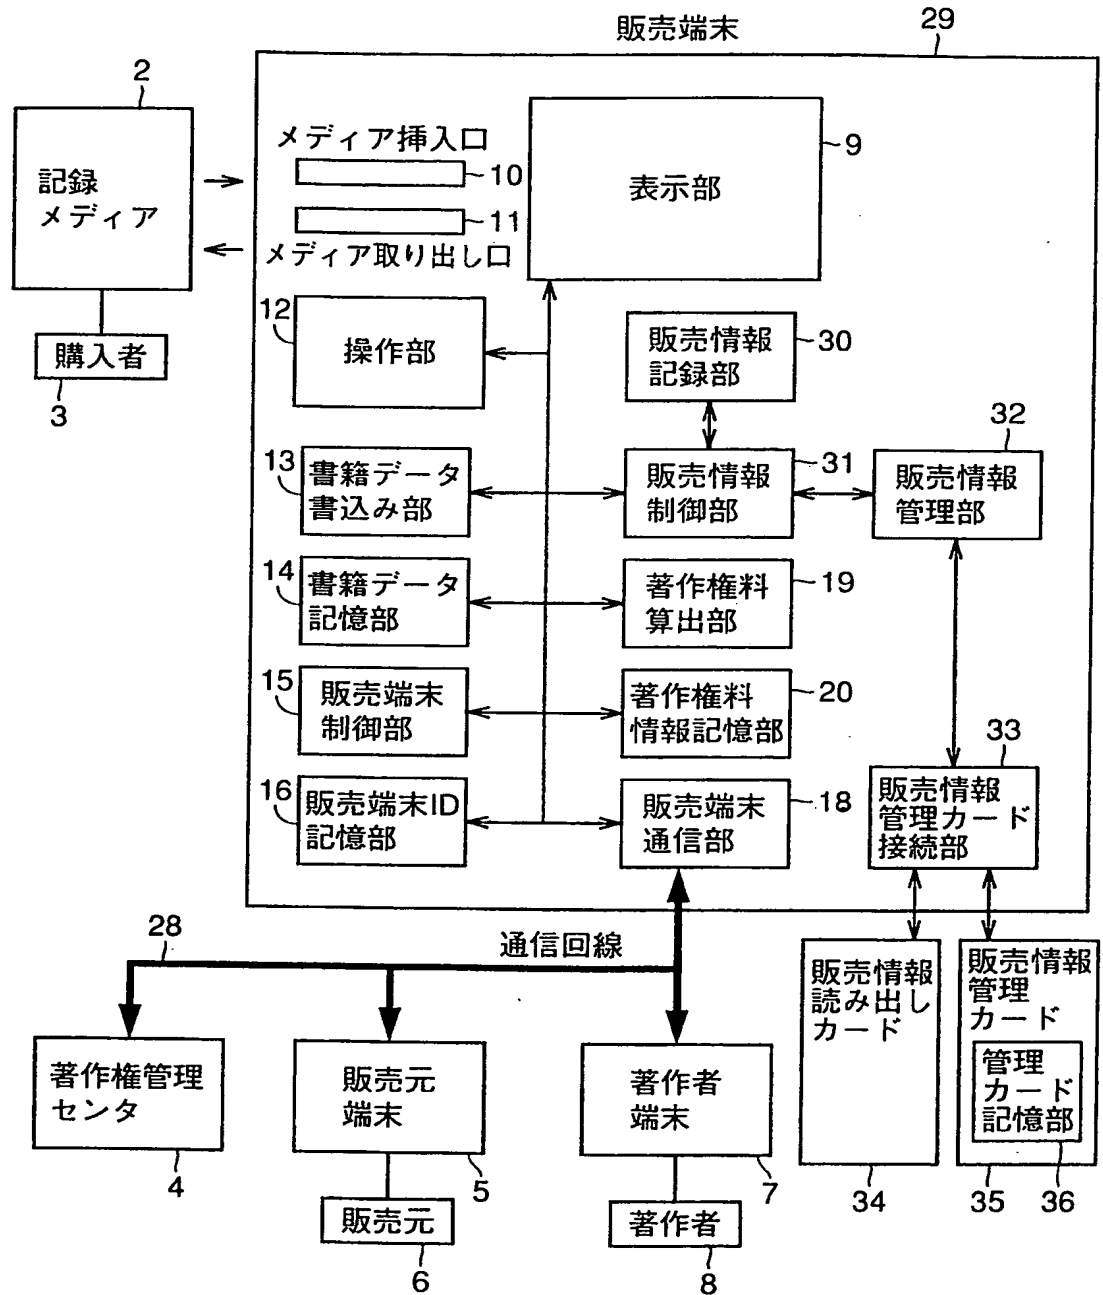 販売端末
29
2
記録
メディア
購入者
3
メディア挿入口
10
11
メディア取り出し口
表示部
9
12
操作部
販売情報
記録部
30
13
書籍データ
書込み部
販売情報
制御部
31
32
販売情報
管理部
14
書籍データ
記憶部
著作権料
算出部
19
15
販売端末
制御部
著作権料
情報記憶部
20
16
販売端末ID
記憶部
販売端末
通信部
18
33
販売情報
管理カード
接続部
28
通信回線
著作権管理
センタ
4
販売元
端末
5
販売元
6
著作者
端末
7
著作者
8
販売情報
読み出し
カード
34
販売情報
管理
カード
管理
カード
記憶部
35
36